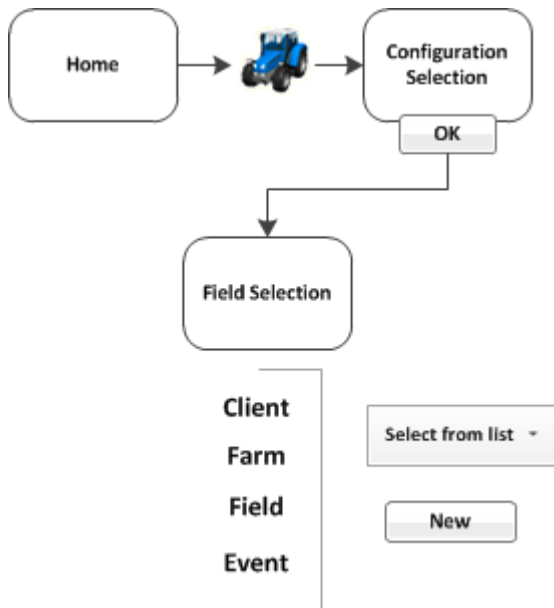 Home
Configuration
Selection
OK
Field Selection
Client
Farm
Field
Event
Select from list
New